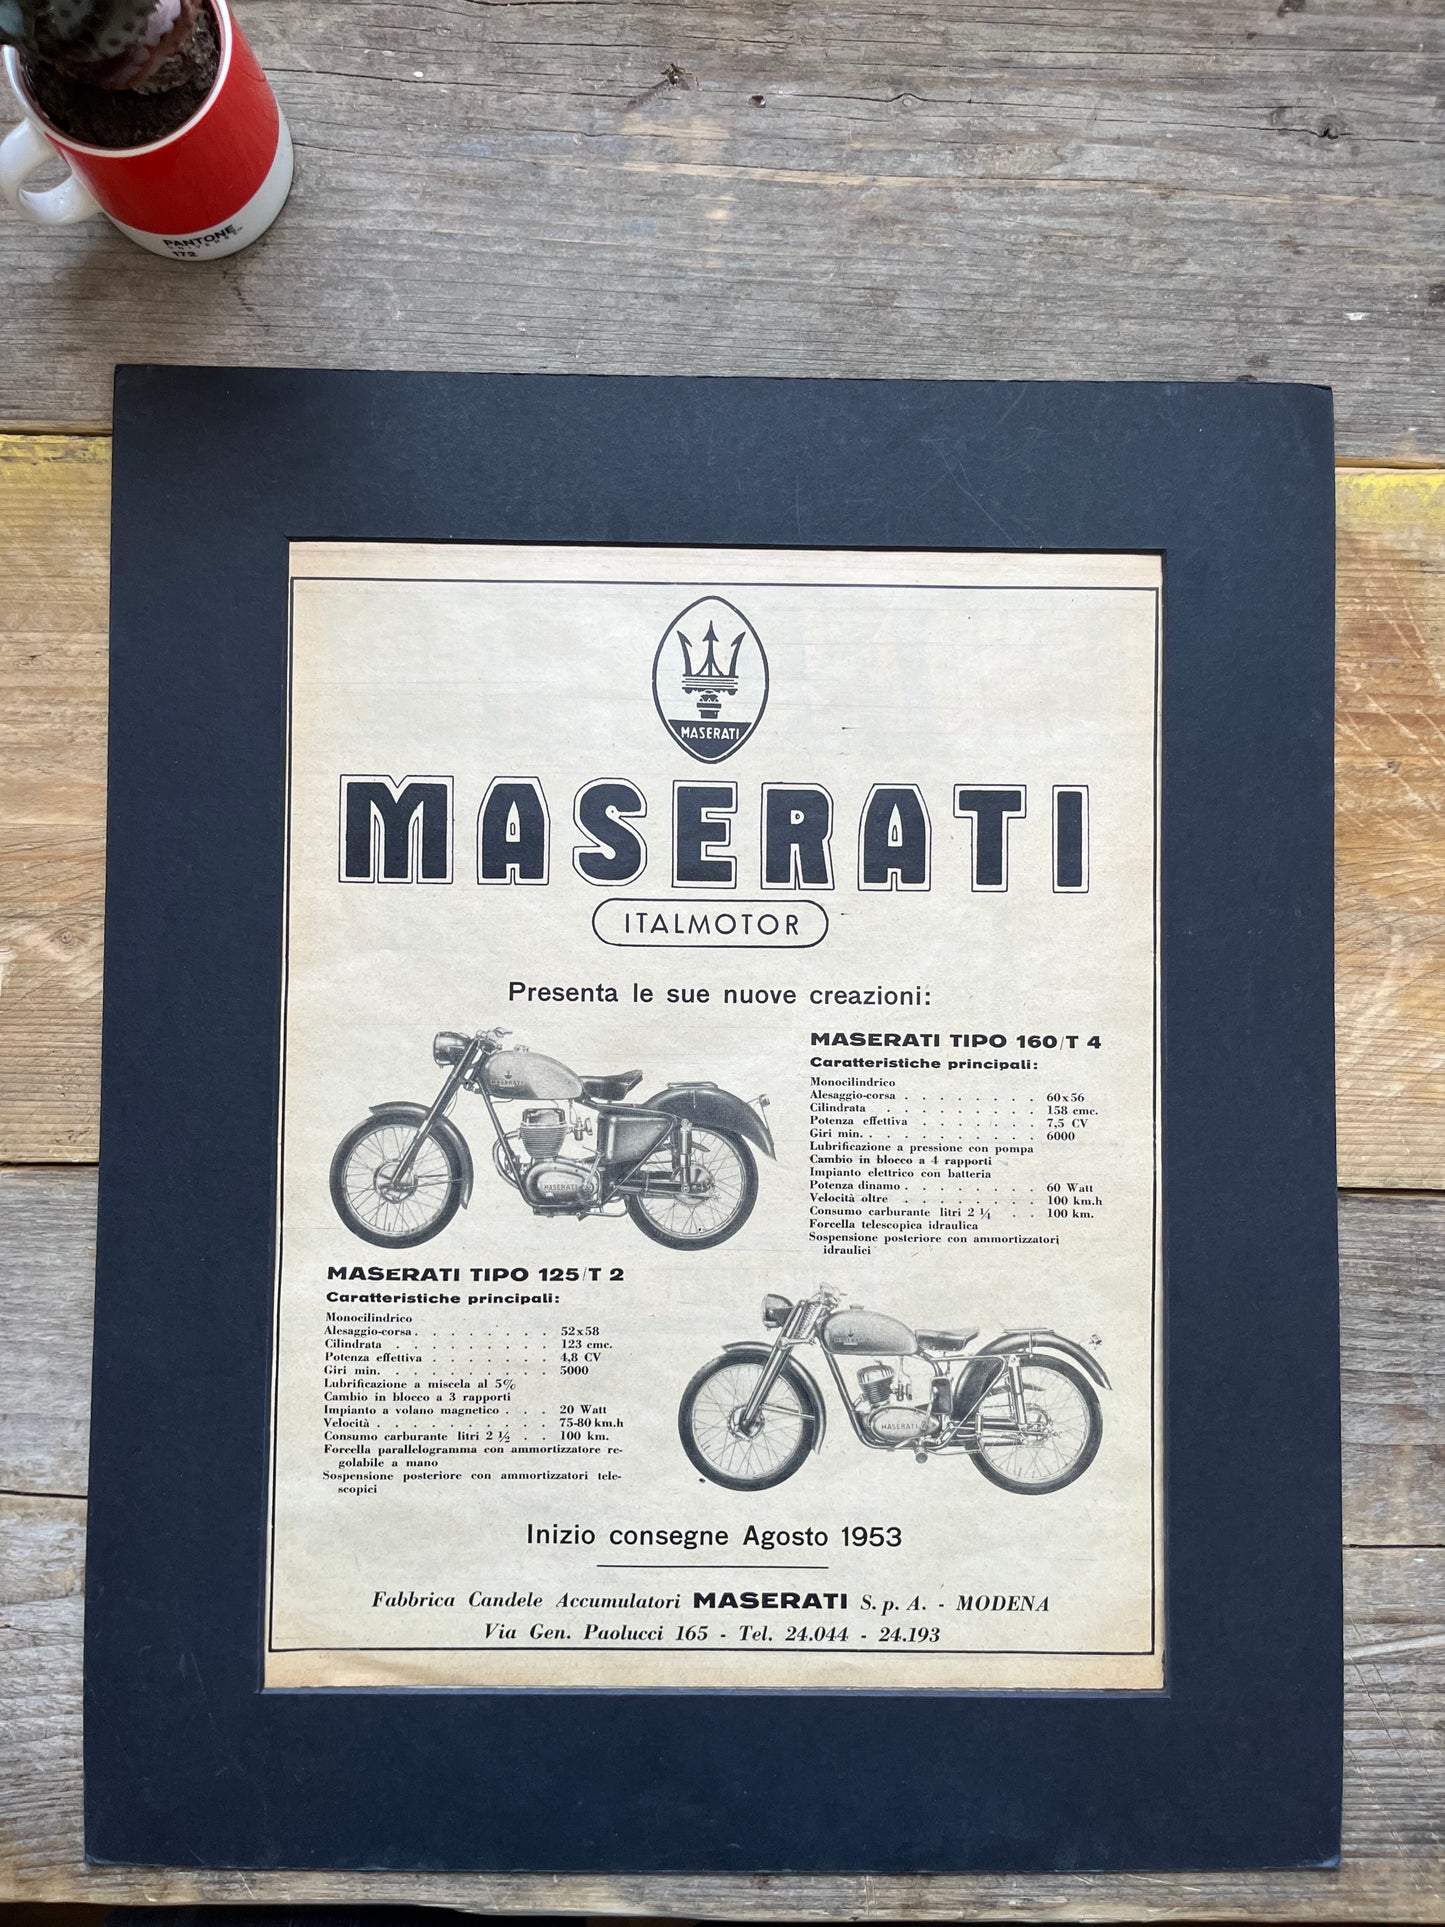 PANTONE
UNIVERSE
172
MASERATI
MASERATI
ITALMOTOR
Presenta le sue nuove creazioni:
MASERATI
MASERATI
MASERATI TIPO 160/T 4
Caratteristiche principali:
Monocilindrico
Alesaggio-corsa . . . . . . . . 60x56
Cilindrata . . . . . . . . . 158 cmc.
Potenza effettiva . . . . . . . 7,5 CV
Giri min. . . . . . . . . . . 6000
Lubrificazione a pressione con pompa
Cambio in blocco a 4 rapporti
Impianto elettrico con batteria
Potenza dinamo . . . . . . . . 60 Watt
Velocità oltre . . . . . . . . 100 km.h
Consumo carburante litri 2 ¼ . . 100 km.
Forcella telescopica idraulica
Sospensione posteriore con ammortizzatori
idraulici
MASERATI TIPO 125/T 2
Caratteristiche principali:
Monocilindrico
Alesaggio-corsa . . . . . . . . 52x58
Cilindrata . . . . . . . . . 123 cmc.
Potenza effettiva . . . . . . . 4,8 CV
Giri min. . . . . . . . . . 5000
Lubrificazione a miscela al 5%
Cambio in blocco a 3 rapporti
Impianto a volano magnetico . . . 20 Watt
Velocità . . . . . . . . . . 75-80 km.h
Consumo carburante litri 2 ½ . . 100 km.
Forcella parallelogramma con ammortizzatore re-
golabile a mano
Sospensione posteriore con ammortizzatori tele-
scopici
MASERATI
Inizio consegne Agosto 1953
Fabbrica Candele Accumulatori MASERATI S. p. A. - MODENA
Via Gen. Paolucci 165 - Tel. 24.044 - 24.193